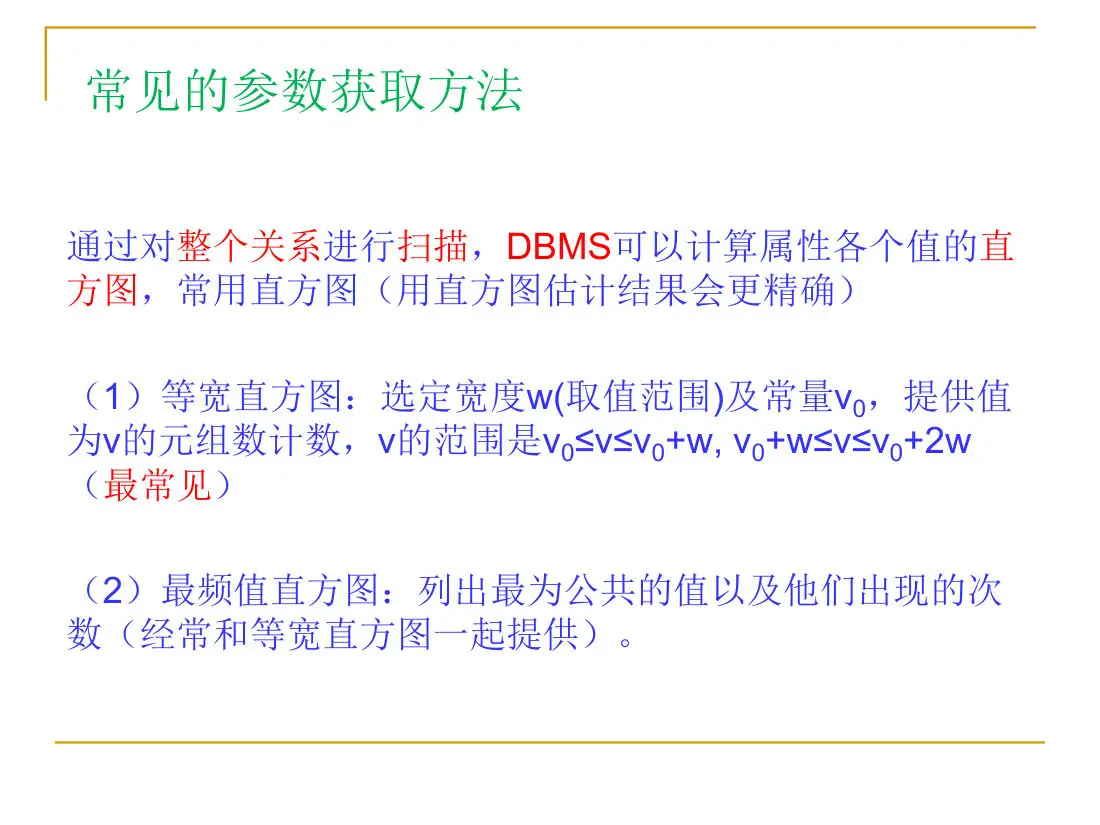 常见的参数获取方法
通过对整个关系进行扫描，DBMS可以计算属性各个值的直
方图，常用直方图（用直方图估计结果会更精确）
（1）等宽直方图：选定宽度w(取值范围)及常量v₀，提供值
为v的元组数计数，v的范围是v₀≤v≤v₀+w, v₀+w≤v≤v₀+2w
（最常见）
（2）最频值直方图：列出最为公共的值以及他们出现的次
数（经常和等宽直方图一起提供）。